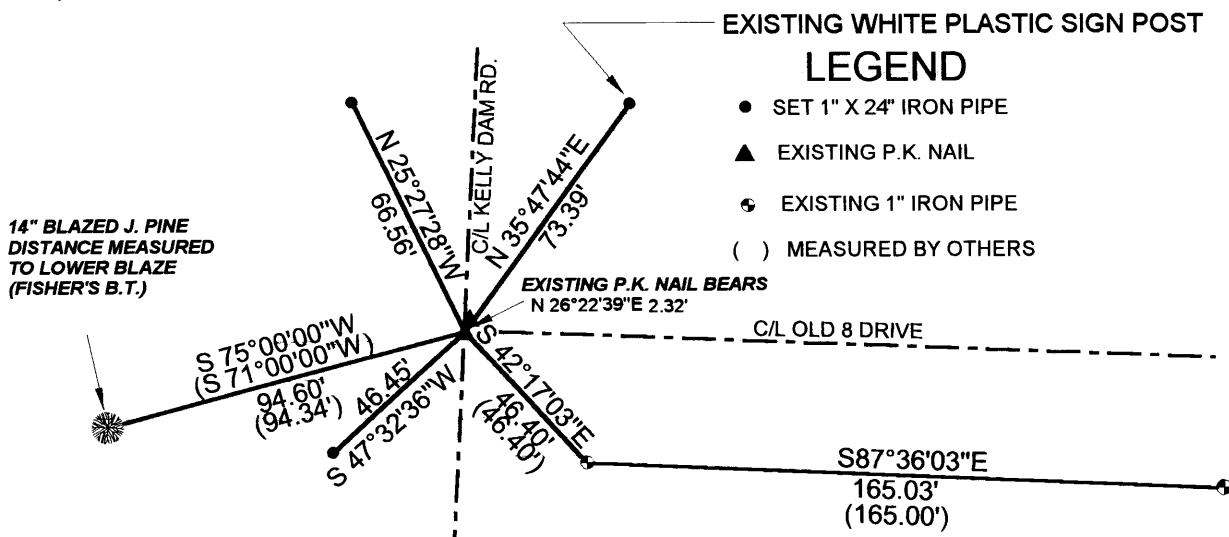 EXISTING WHITE PLASTIC SIGN POST
LEGEND
SET 1" X 24" IRON PIPE
EXISTING P.K. NAIL
EXISTING 1" IRON PIPE
( ) MEASURED BY OTHERS
N 25°27'28"W
66.56'
C/L KELLY DAM RD.
N 35°47'44"E
73.39'
14" BLAZED J. PINE
DISTANCE MEASURED
TO LOWER BLAZE
(FISHER'S B.T.)
EXISTING P.K. NAIL BEARS
N 26°22'39"E 2.32'
C/L OLD 8 DRIVE
S 75°00'00"W
(S 71°00'00"W)
94.60'
(94.34')
46.45'
S 47°32'36"W
S 42°17'03"E
46.40'
(46.40')
S87°36'03"E
165.03'
(165.00')